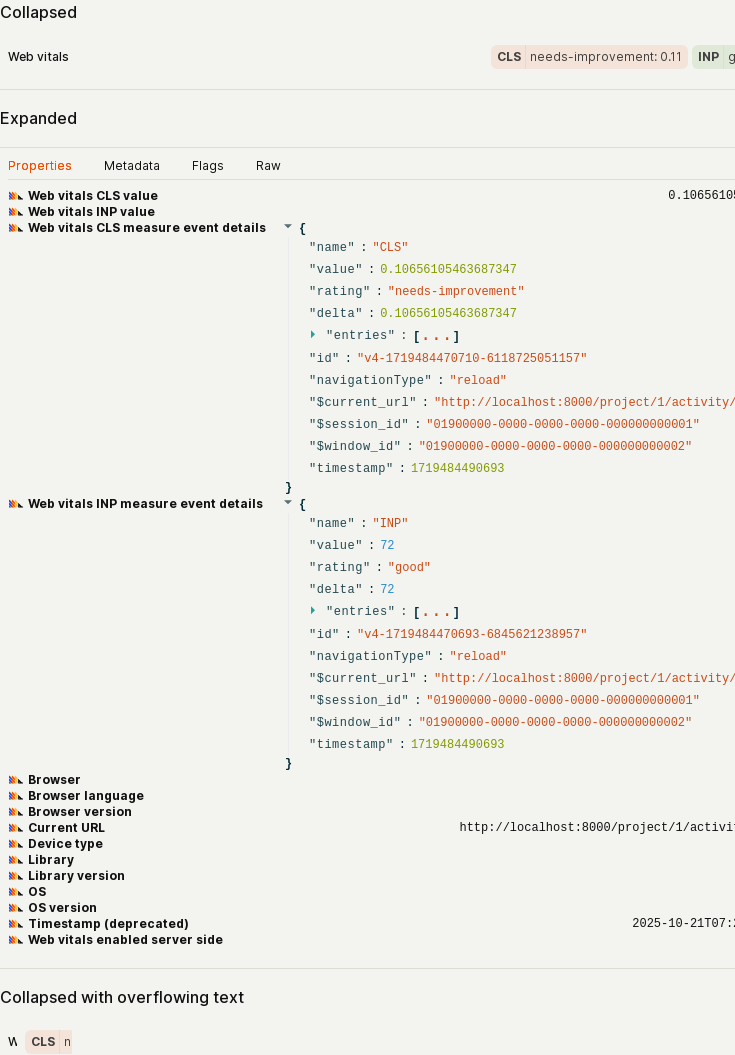 Collapsed
Web vitals CLS needs-improvement: 0.11 INP g
Expanded
Properties Metadata Flags Raw
Web vitals CLS value 0.1065610
Web vitals INP value
Web vitals CLS measure event details {
"name" : "CLS"
"value" : 0.10656105463687347
"rating" : "needs-improvement"
"delta" : 0.10656105463687347
"entries" : [...]
"id" : "v4-1719484470710-6118725051157"
"navigationType" : "reload"
"$current_url" : "http://localhost:8000/project/1/activity/
"$session_id" : "01900000-0000-0000-0000-000000000001"
"$window_id" : "01900000-0000-0000-0000-000000000002"
"timestamp" : 1719484490693
}
Web vitals INP measure event details {
"name" : "INP"
"value" : 72
"rating" : "good"
"delta" : 72
"entries" : [...]
"id" : "v4-1719484470693-6845621238957"
"navigationType" : "reload"
"$current_url" : "http://localhost:8000/project/1/activity/
"$session_id" : "01900000-0000-0000-0000-000000000001"
"$window_id" : "01900000-0000-0000-0000-000000000002"
"timestamp" : 1719484490693
}
Browser
Browser language
Browser version
Current URL http://localhost:8000/project/1/activi
Device type
Library
Library version
OS
OS version
Timestamp (deprecated) 2025-10-21T07:
Web vitals enabled server side
Collapsed with overflowing text
W CLS n